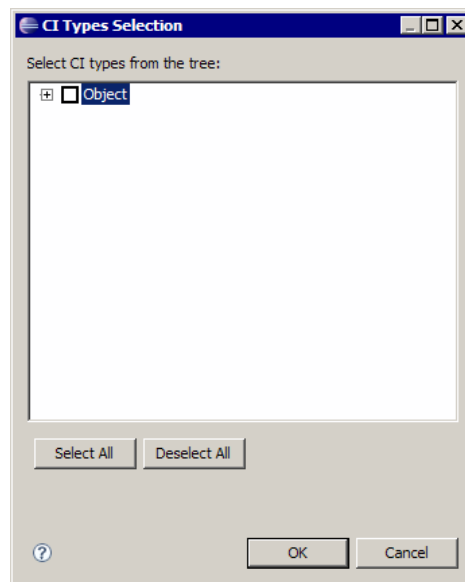 CI Types Selection
Select CI types from the tree:
Object
Select All Deselect All
?
OK Cancel